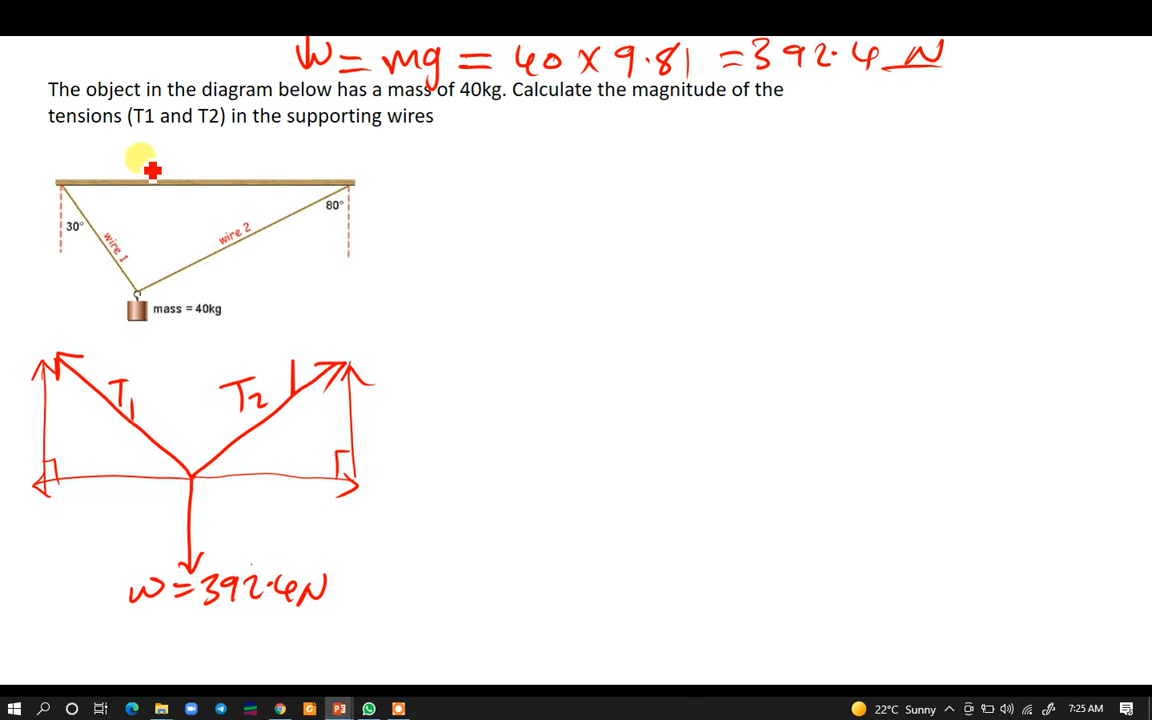 W = mg = 40 × 9.81 = 392.4 N
The object in the diagram below has a mass of 40kg. Calculate the magnitude of the
tensions (T1 and T2) in the supporting wires
30°
80°
wire 1
wire 2
mass = 40kg
T1
T2
W = 392.4N
22°C Sunny
7:25 AM